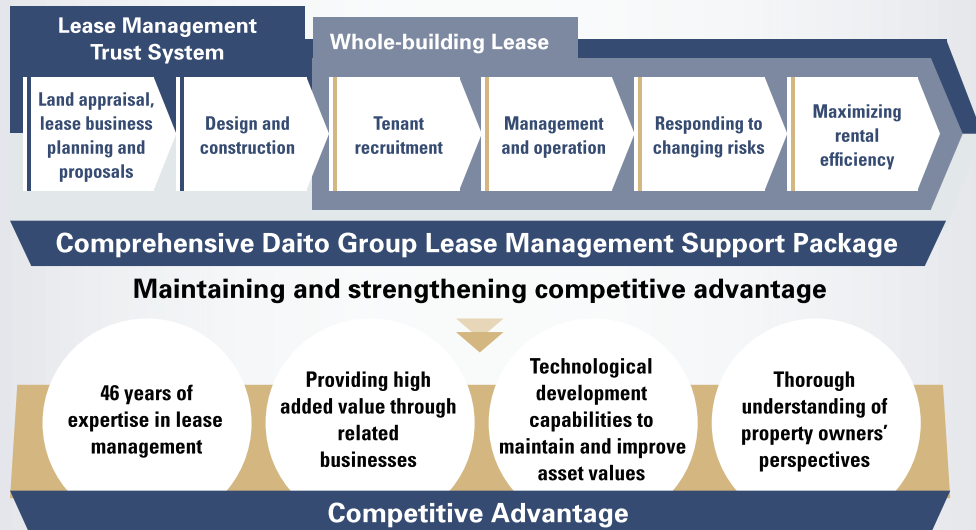 Lease Management
Trust System
Whole-building Lease
Land appraisal,
lease business
planning and
proposals
Design and
construction
Tenant
recruitment
Management
and operation
Responding to
changing risks
Maximizing
rental
efficiency
Comprehensive Daito Group Lease Management Support Package
Maintaining and strengthening competitive advantage
46 years of
expertise in lease
management
Providing high
added value through
related
businesses
Technological
development
capabilities to
maintain and improve
asset values
Thorough
understanding of
property owners’
perspectives
Competitive Advantage